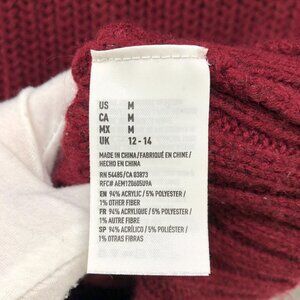 US M
CA M
MX M
UK 12 - 14
MADE IN CHINA/FABRIQUÉ EN CHINE/
HECHO EN CHINA
RN 54485/CA 03873
RFC# AEM120605U9A
EN 94% ACRYLIC / 5% POLYESTER /
1% OTHER FIBER
FR 94% ACRYLIQUE / 5% POLYESTER /
1% AUTRE FIBRE
SP 94% ACRÍLICO / 5% POLIÉSTER /
1% OTRAS FIBRAS